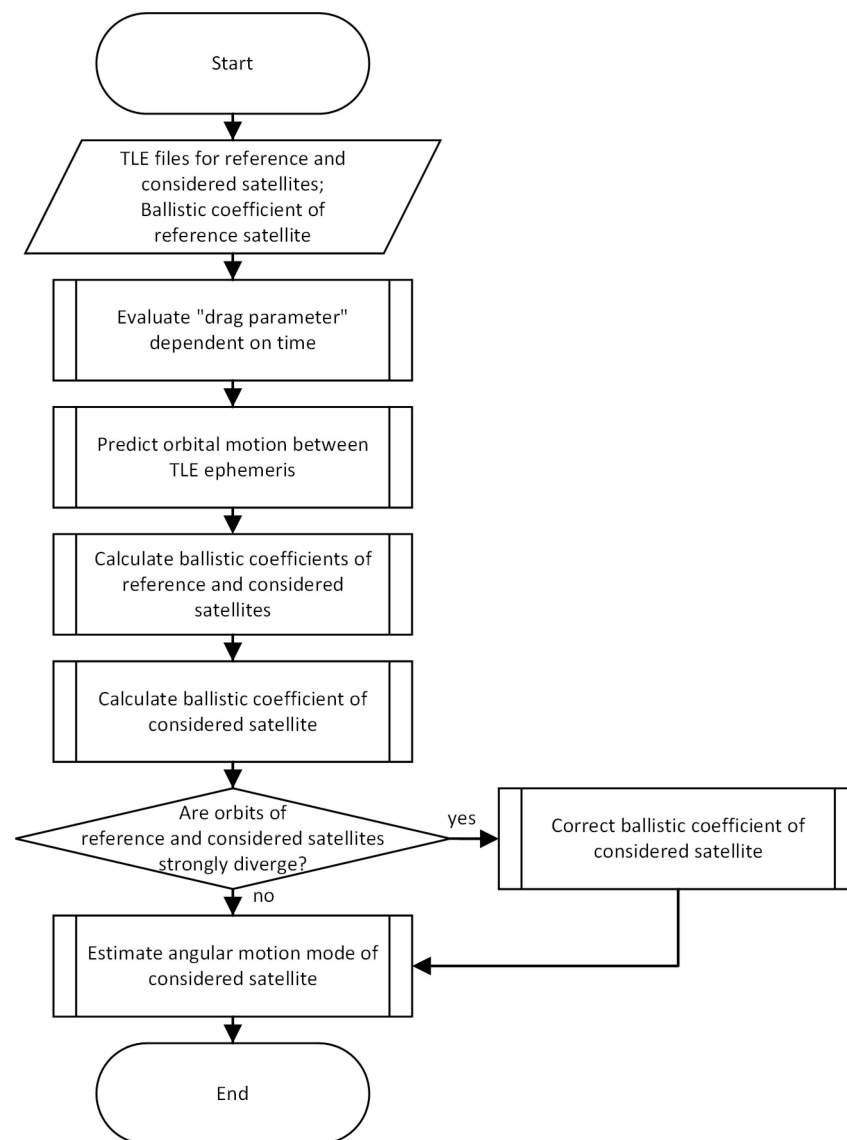 Start
TLE files for reference and
considered satellites;
Ballistic coefficient of
reference satellite
Evaluate "drag parameter"
dependent on time
Predict orbital motion between
TLE ephemeris
Calculate ballistic coefficients of
reference and considered
satellites
Calculate ballistic coefficient of
considered satellite
Are orbits of
reference and considered satellites
strongly diverge?
yes
Correct ballistic coefficient of
considered satellite
no
Estimate angular motion mode of
considered satellite
End